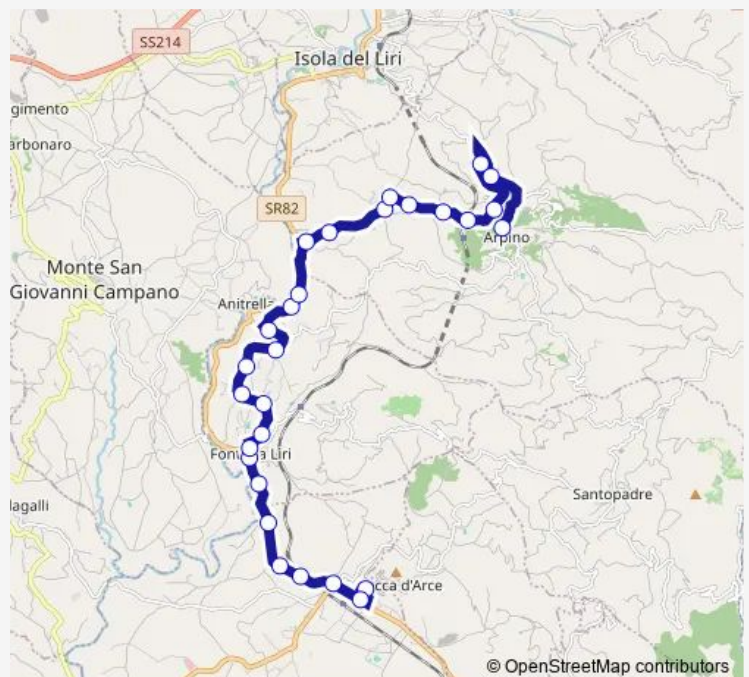 SS214
Isola del Liri
gimento
arbonaro
SR82
Arpino
Monte San
Giovanni Campano
Anitrella
Liri
Santopadre
lagalli
cca d'Arce
© OpenStreetMap contributors